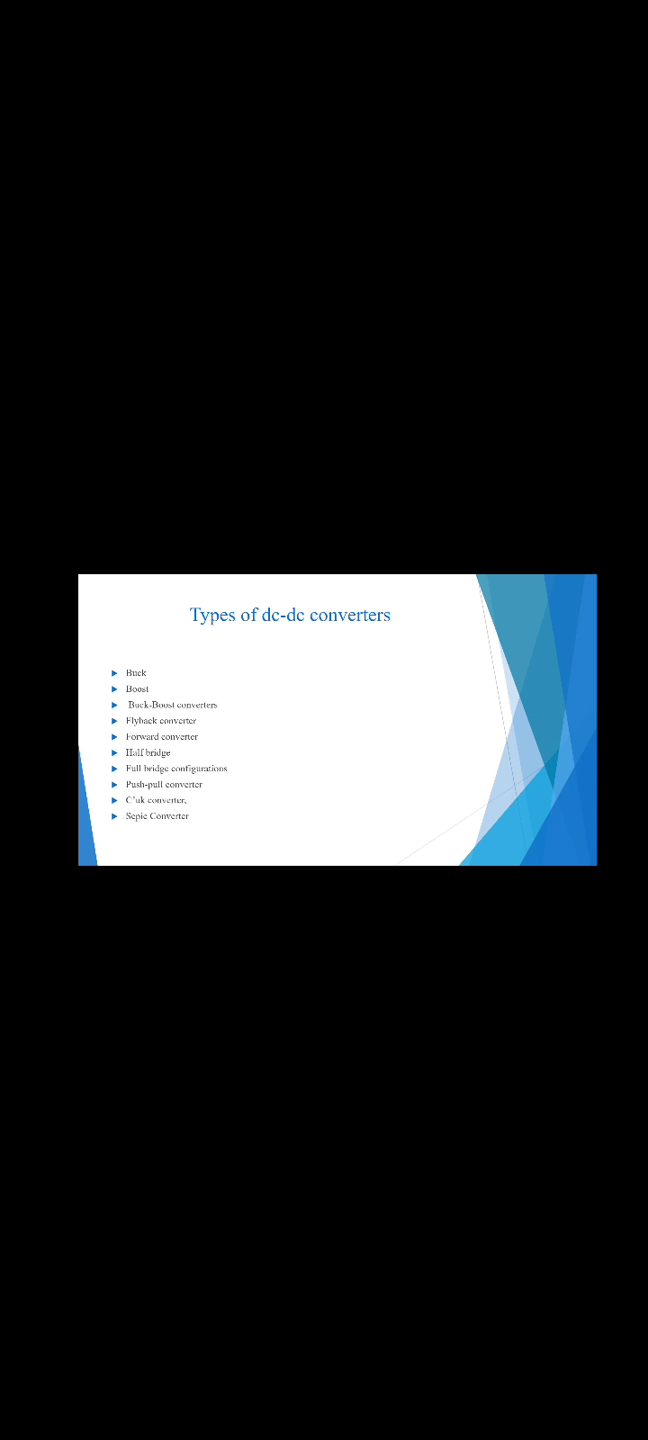 Types of dc-dc converters
Buck
Boost
Buck-Boost converters
Flyback converter
Forward converter
Half bridge
Full bridge configurations
Push-pull converter
C'uk converter,
Sepic Converter